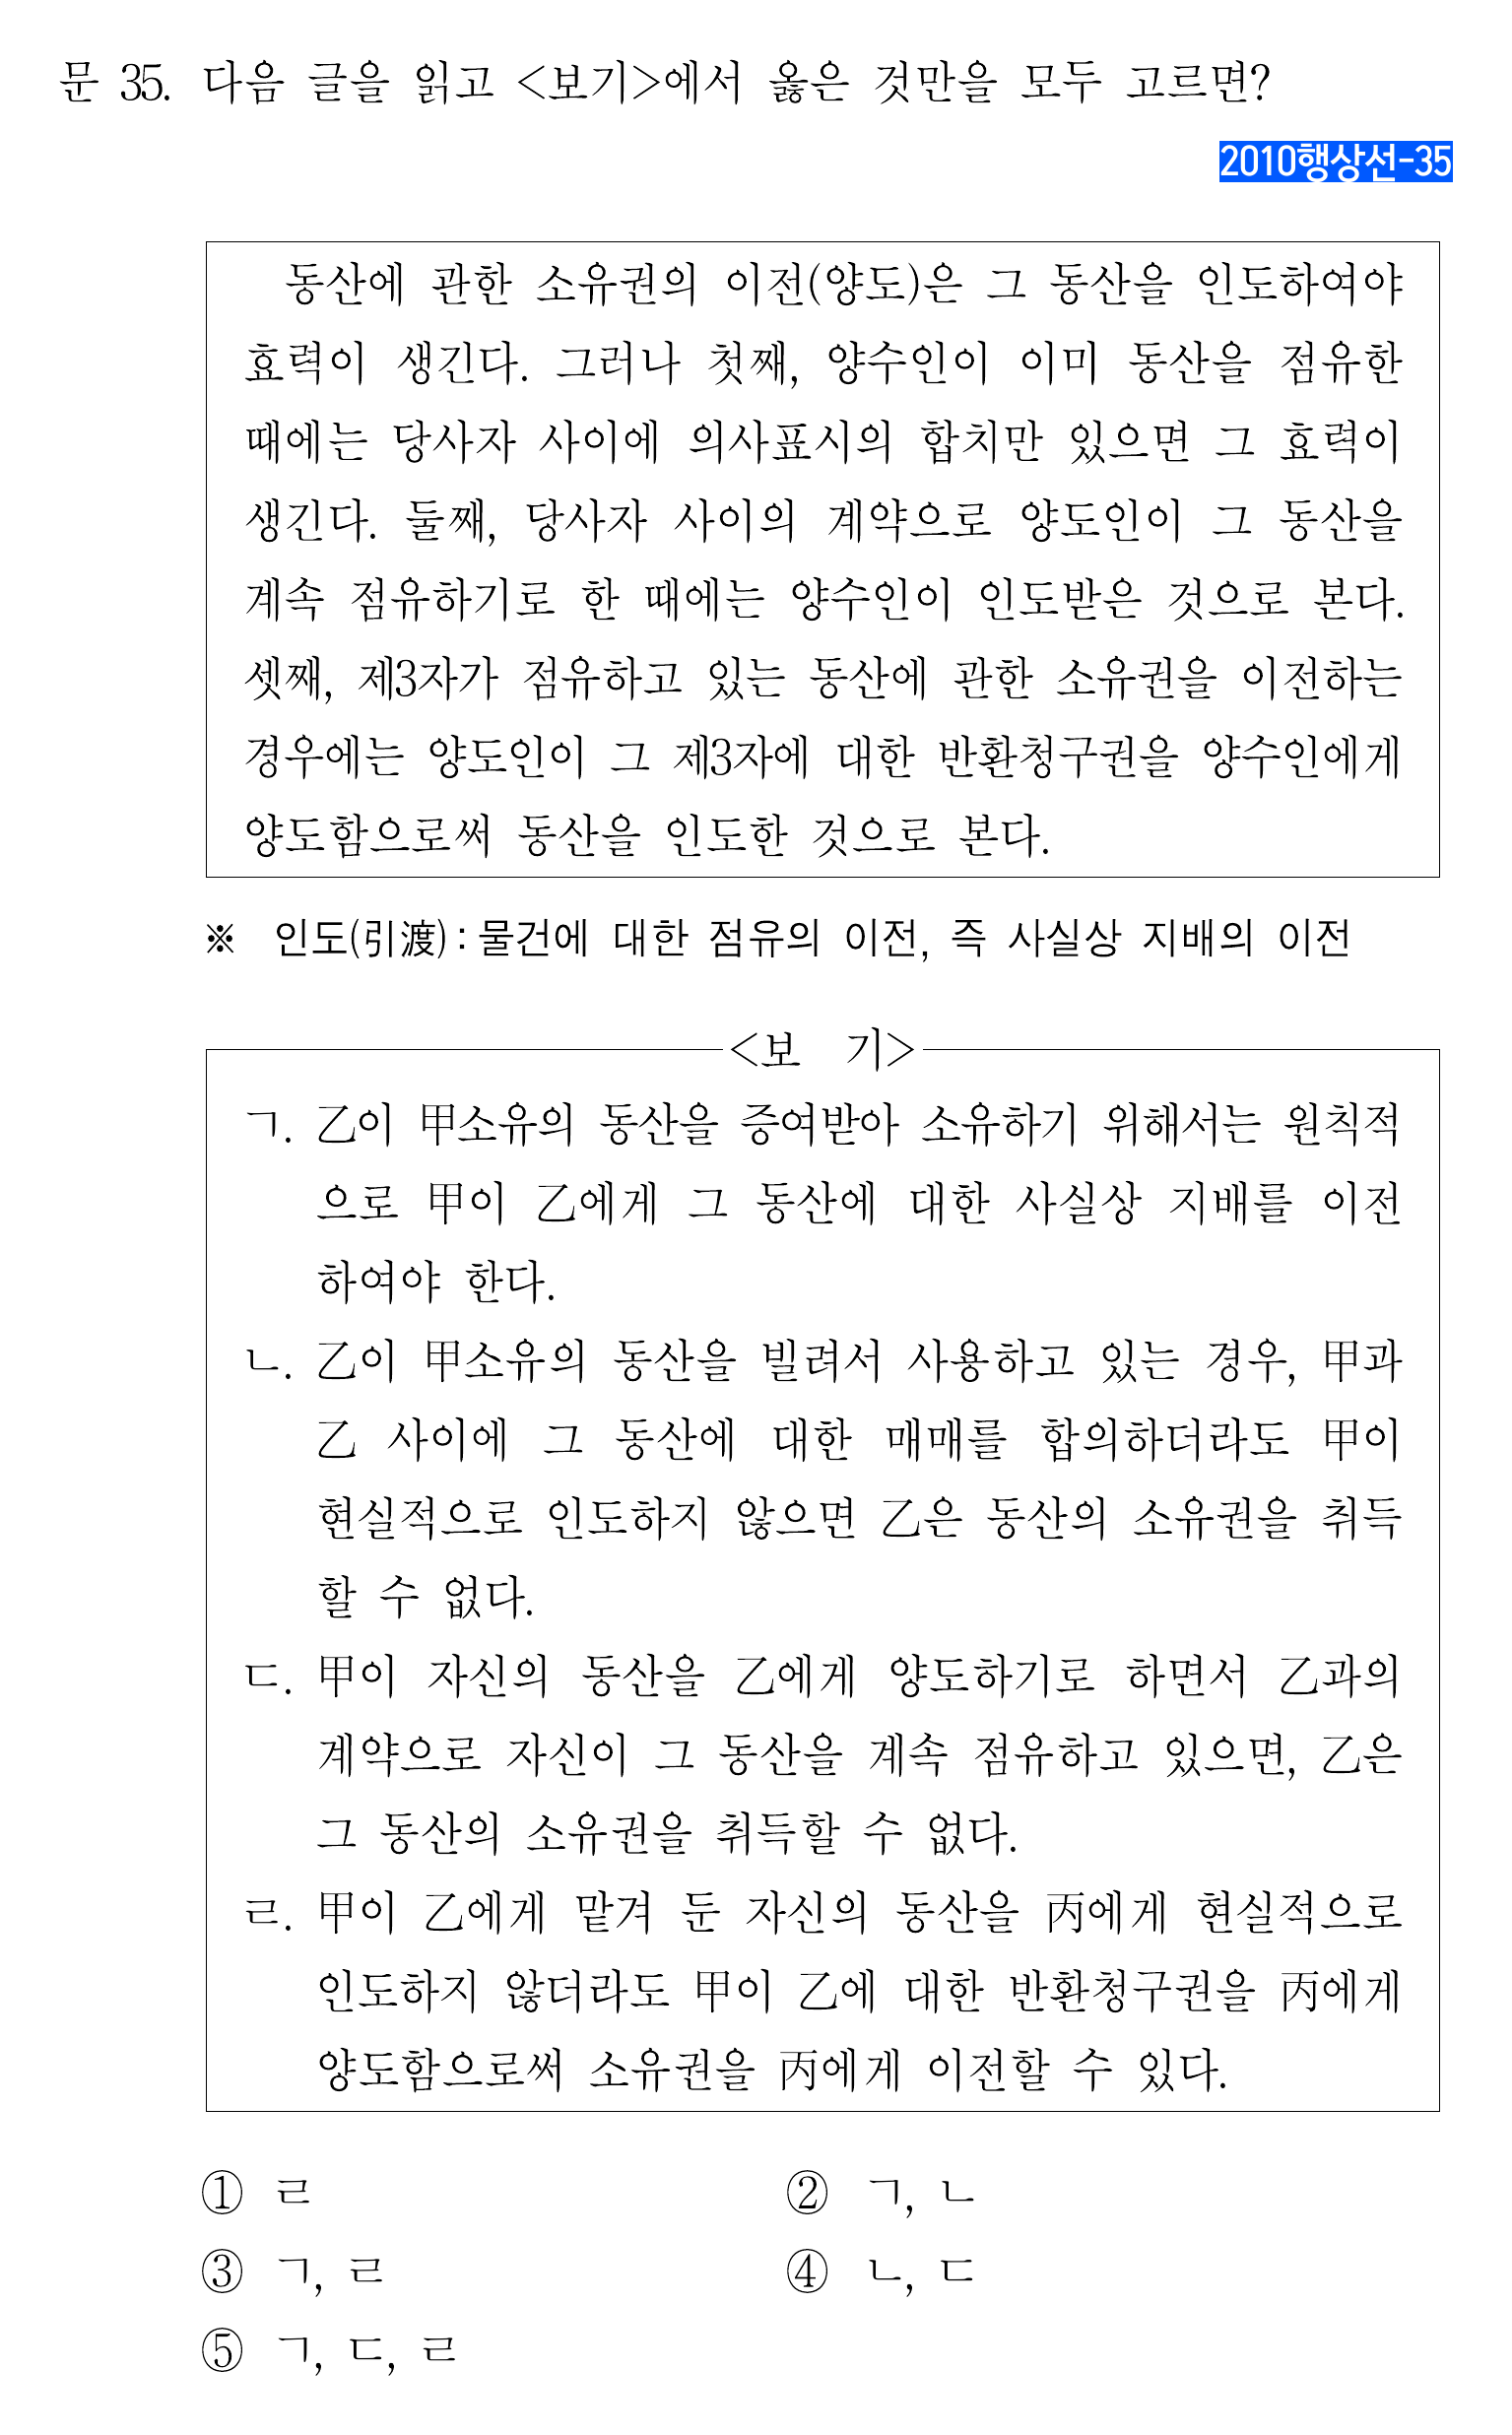 문 35. 다음 글을 읽고 <보기>에서 옳은 것만을 모두 고르면?
2010행상선-35
동산에 관한 소유권의 이전(양도)은 그 동산을 인도하여야
효력이 생긴다. 그러나 첫째, 양수인이 이미 동산을 점유한
때에는 당사자 사이에 의사표시의 합치만 있으면 그 효력이
생긴다. 둘째, 당사자 사이의 계약으로 양도인이 그 동산을
계속 점유하기로 한 때에는 양수인이 인도받은 것으로 본다.
셋째, 제3자가 점유하고 있는 동산에 관한 소유권을 이전하는
경우에는 양도인이 그 제3자에 대한 반환청구권을 양수인에게
양도함으로써 동산을 인도한 것으로 본다.
※ 인도(引渡) : 물건에 대한 점유의 이전, 즉 사실상 지배의 이전
<보 기>
ㄱ. 乙이 甲소유의 동산을 증여받아 소유하기 위해서는 원칙적
으로 甲이 乙에게 그 동산에 대한 사실상 지배를 이전
하여야 한다.
ㄴ. 乙이 甲소유의 동산을 빌려서 사용하고 있는 경우, 甲과
乙 사이에 그 동산에 대한 매매를 합의하더라도 甲이
현실적으로 인도하지 않으면 乙은 동산의 소유권을 취득
할 수 없다.
ㄷ. 甲이 자신의 동산을 乙에게 양도하기로 하면서 乙과의
계약으로 자신이 그 동산을 계속 점유하고 있으면, 乙은
그 동산의 소유권을 취득할 수 없다.
ㄹ. 甲이 乙에게 맡겨 둔 자신의 동산을 丙에게 현실적으로
인도하지 않더라도 甲이 乙에 대한 반환청구권을 丙에게
양도함으로써 소유권을 丙에게 이전할 수 있다.
① ㄹ ② ㄱ, ㄴ
③ ㄱ, ㄹ ④ ㄴ, ㄷ
⑤ ㄱ, ㄷ, ㄹ